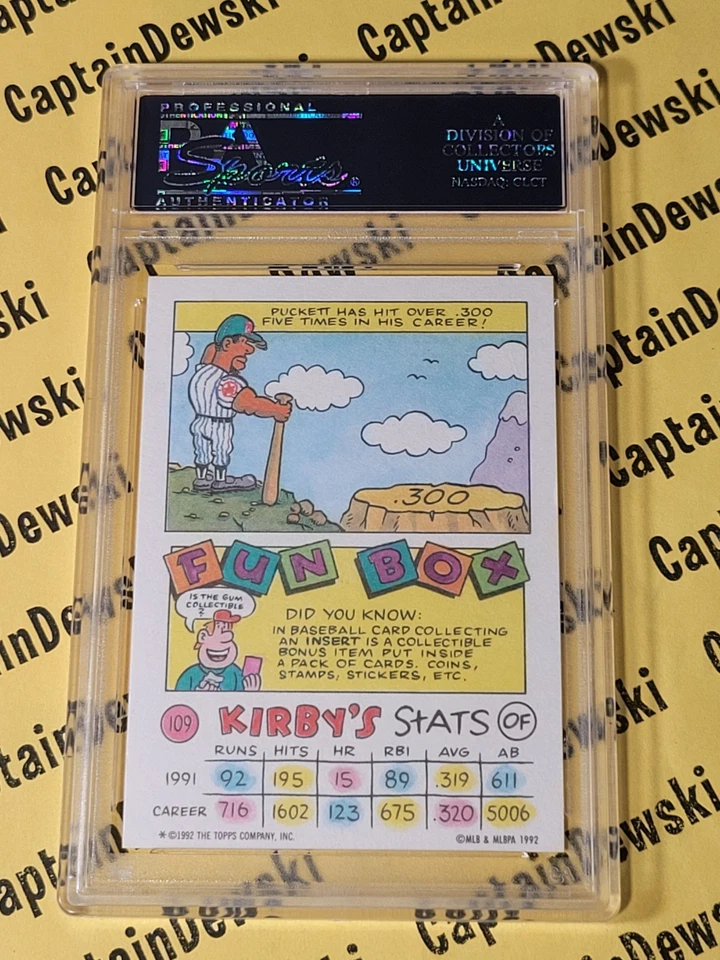 PROFESSIONAL
Sports ®
AUTHENTICATOR
A
DIVISION OF
COLLECTORS
UNIVERSE
NASDAQ: CLCT
PUCKETT HAS HIT OVER .300
FIVE TIMES IN HIS CAREER!
.300
FUN BOX
IS THE GUM
COLLECTIBLE
?
DID YOU KNOW:
IN BASEBALL CARD COLLECTING
AN INSERT IS A COLLECTIBLE
BONUS ITEM PUT INSIDE
A PACK OF CARDS. COINS,
STAMPS, STICKERS, ETC.
109 KIRBY'S StATS OF
RUNS HITS HR RBI AVG AB
1991 92 195 15 89 .319 611
CAREER 716 1602 123 675 .320 5006
* ©1992 THE TOPPS COMPANY, INC. ©MLB & MLBPA 1992
CaptainDewski
CaptainDewski
CaptainDewski
CaptainDewski